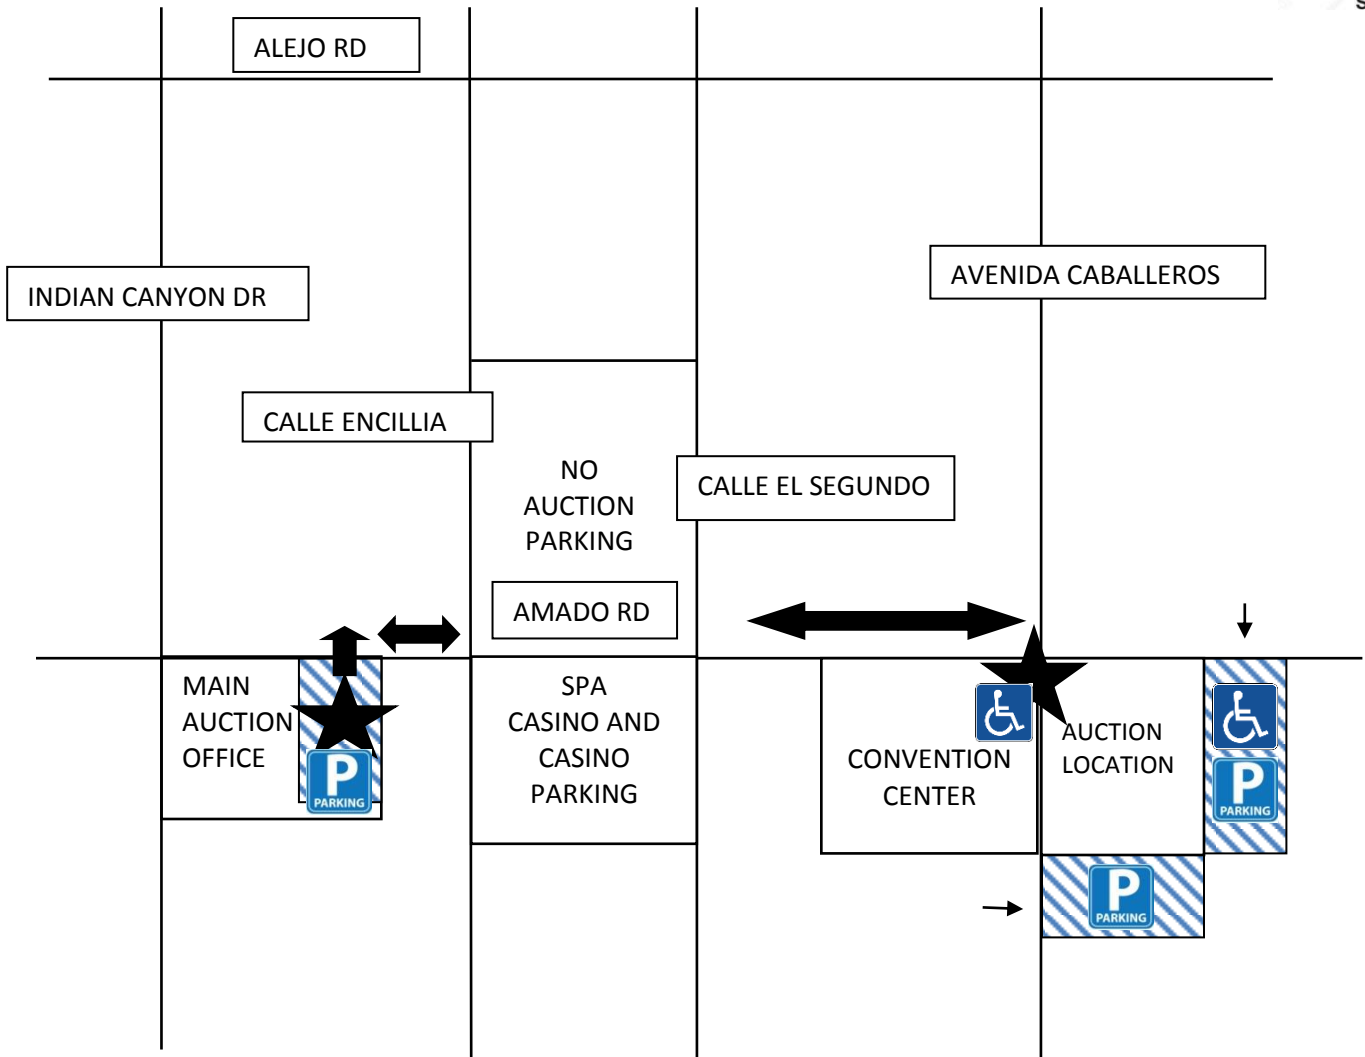 ALEJO RD
INDIAN CANYON DR
AVENIDA CABALLEROS
CALLE ENCILLIA
NO
AUCTION
PARKING
CALLE EL SEGUNDO
AMADO RD
MAIN
AUCTION
OFFICE
P
PARKING
SPA
CASINO AND
CASINO
PARKING
CONVENTION
CENTER
AUCTION
LOCATION
P
PARKING
P
PARKING